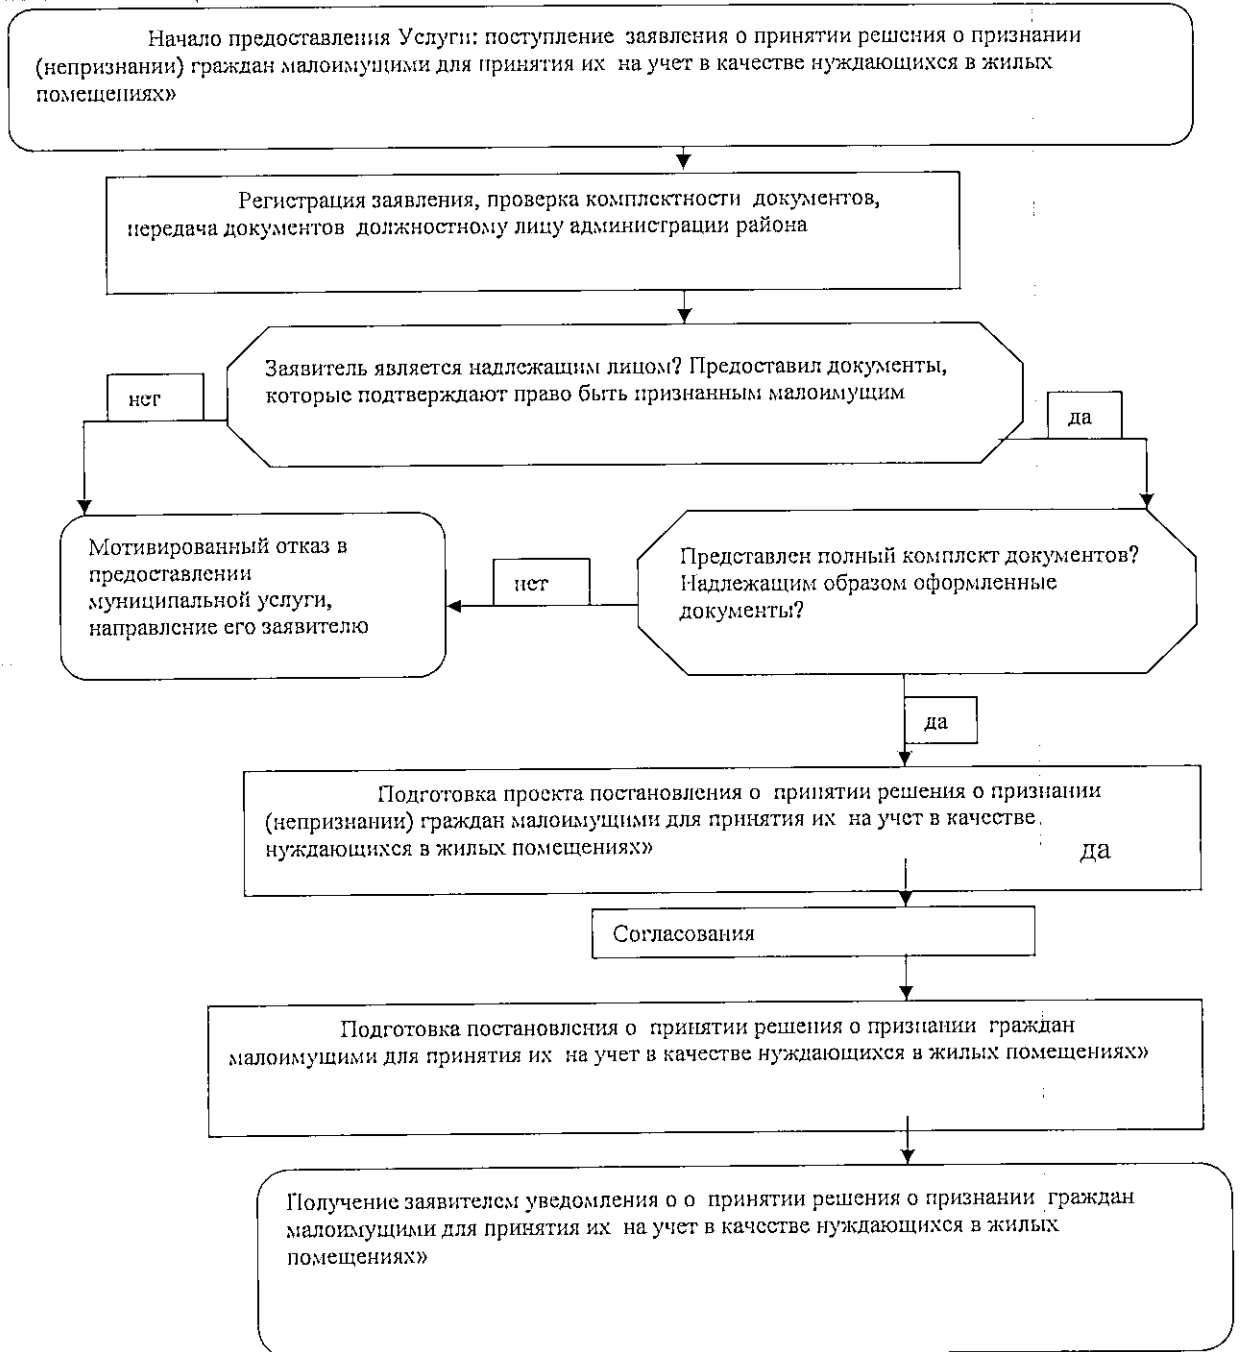 Начало предоставления Услуги: поступление заявления о принятии решения о признании
(непризнании) граждан малоимущими для принятия их на учет в качестве нуждающихся в жилых
помещениях»
Регистрация заявления, проверка комплектности документов,
передача документов должностному лицу администрации района
Заявитель является надлежащим лицом? Предоставил документы,
которые подтверждают право быть признанным малоимущим
нет
да
Мотивированный отказ в
предоставлении
муниципальной услуги,
направление его заявителю
нет
Представлен полный комплект документов?
Надлежащим образом оформленные
документы?
да
Подготовка проекта постановления о принятии решения о признании
(непризнании) граждан малоимущими для принятия их на учет в качестве
нуждающихся в жилых помещениях»
да
Согласования
Подготовка постановления о принятии решения о признании граждан
малоимущими для принятия их на учет в качестве нуждающихся в жилых помещениях»
Получение заявителем уведомления о о принятии решения о признании граждан
малоимущими для принятия их на учет в качестве нуждающихся в жилых
помещениях»